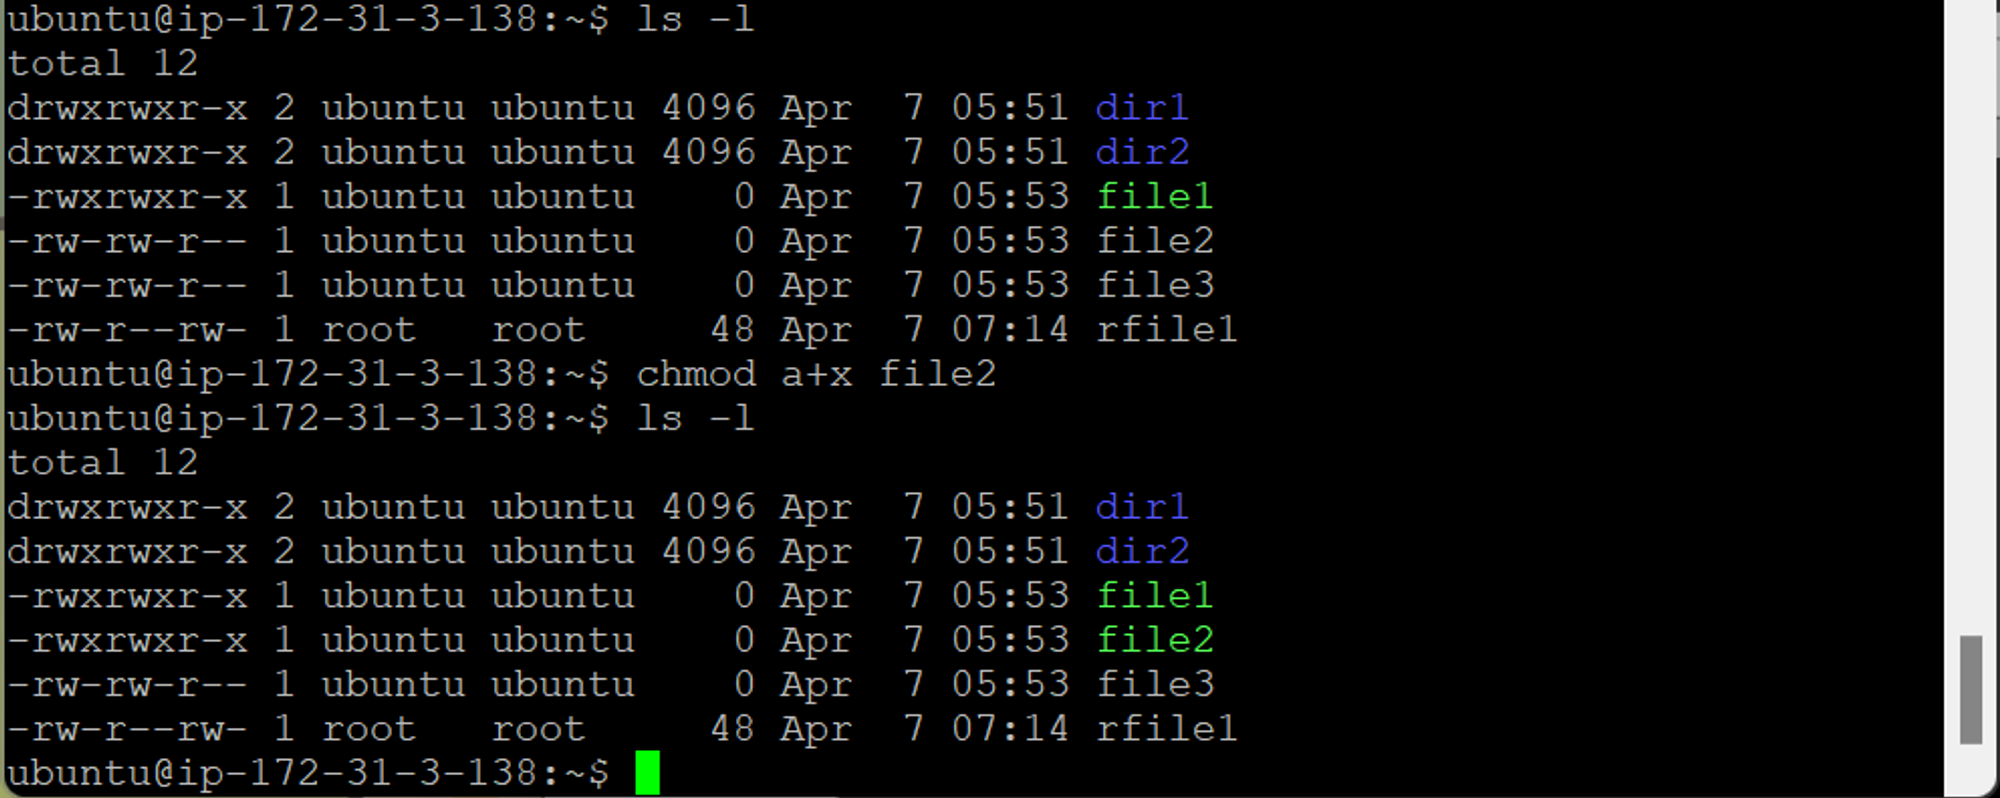 ubuntu@ip-172-31-3-138:~$ ls -l
total 12
drwxrwxr-x 2 ubuntu ubuntu 4096 Apr  7 05:51 dir1
drwxrwxr-x 2 ubuntu ubuntu 4096 Apr  7 05:51 dir2
-rwxrwxr-x 1 ubuntu ubuntu    0 Apr  7 05:53 file1
-rw-rw-r-- 1 ubuntu ubuntu    0 Apr  7 05:53 file2
-rw-rw-r-- 1 ubuntu ubuntu    0 Apr  7 05:53 file3
-rw-r--rw- 1 root   root     48 Apr  7 07:14 rfile1
ubuntu@ip-172-31-3-138:~$ chmod a+x file2
ubuntu@ip-172-31-3-138:~$ ls -l
total 12
drwxrwxr-x 2 ubuntu ubuntu 4096 Apr  7 05:51 dir1
drwxrwxr-x 2 ubuntu ubuntu 4096 Apr  7 05:51 dir2
-rwxrwxr-x 1 ubuntu ubuntu    0 Apr  7 05:53 file1
-rwxrwxr-x 1 ubuntu ubuntu    0 Apr  7 05:53 file2
-rw-rw-r-- 1 ubuntu ubuntu    0 Apr  7 05:53 file3
-rw-r--rw- 1 root   root     48 Apr  7 07:14 rfile1
ubuntu@ip-172-31-3-138:~$